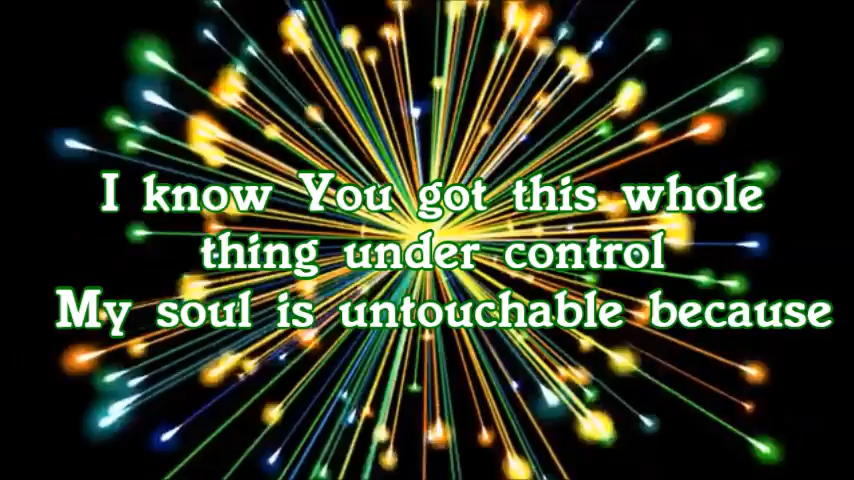 I know You got this whole
thing under control
My soul is untouchable because